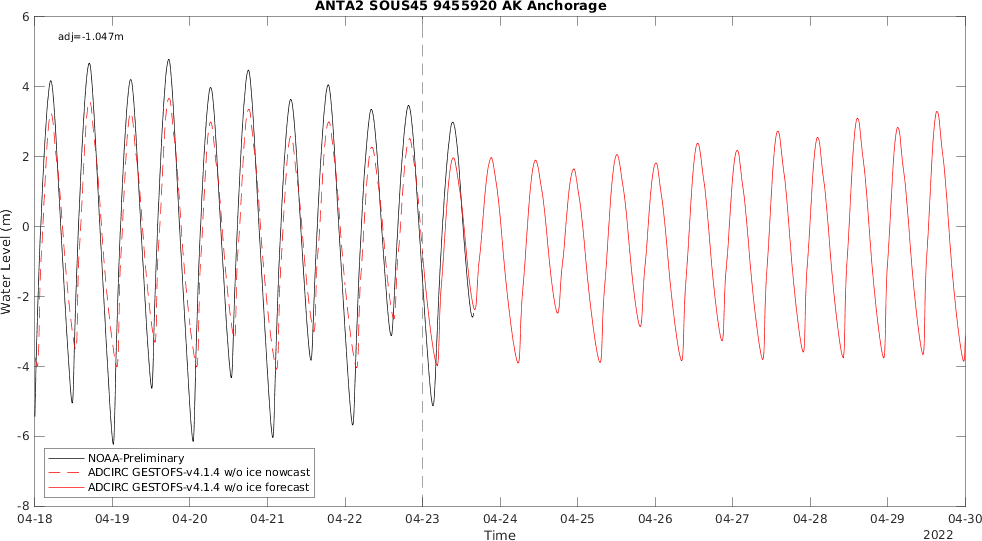 ANTA2 SOUS45 9455920 AK Anchorage
adj=-1.047m
6
4
2
0
-2
-4
-6
-8
Water Level (m)
NOAA-Preliminary
ADCIRC GESTOFS-v4.1.4 w/o ice nowcast
ADCIRC GESTOFS-v4.1.4 w/o ice forecast
04-18 04-19 04-20 04-21 04-22 04-23 04-24 04-25 04-26 04-27 04-28 04-29 04-30
Time
2022